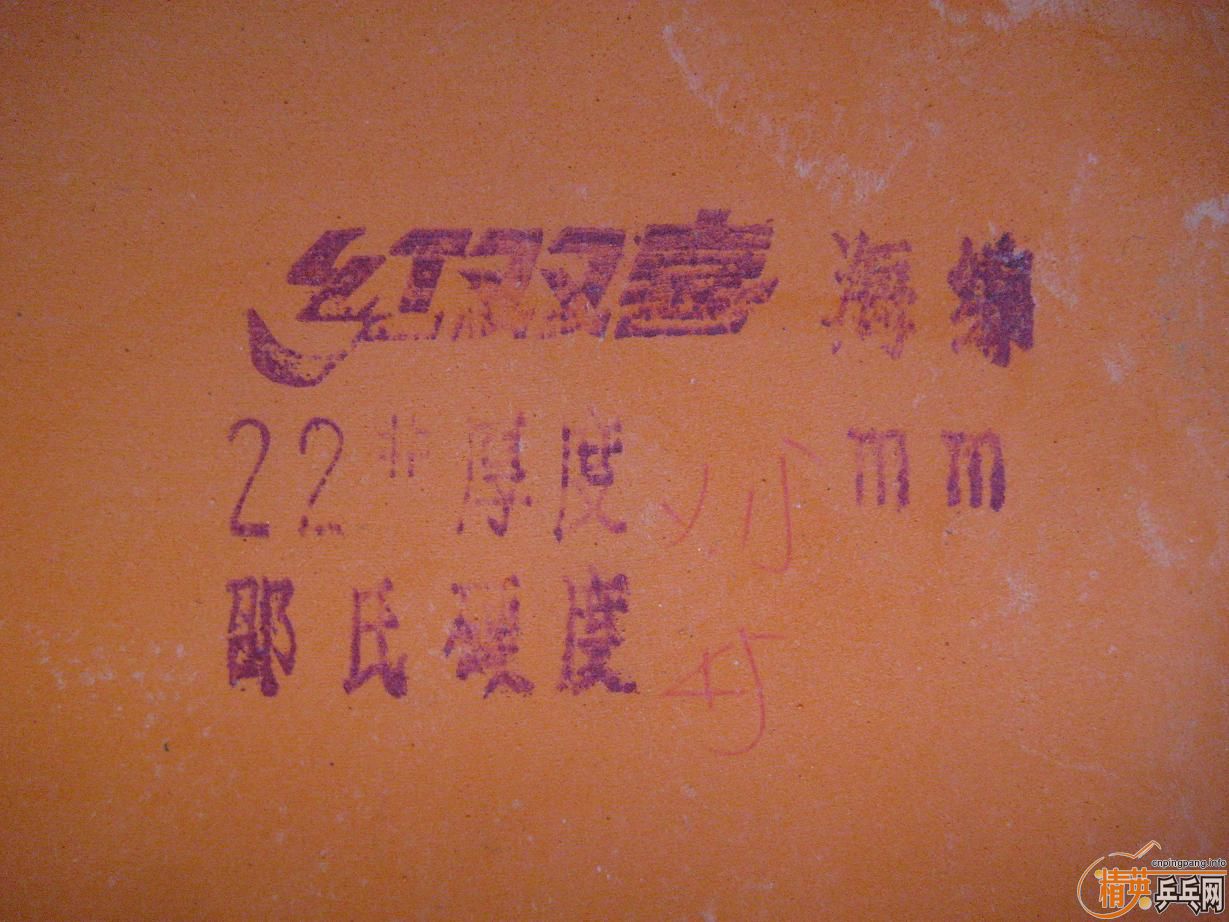 红双喜 海绵
22# 厚度 2.15 mm
邵氏硬度 45
cnpingpang.info
精英乒乓网